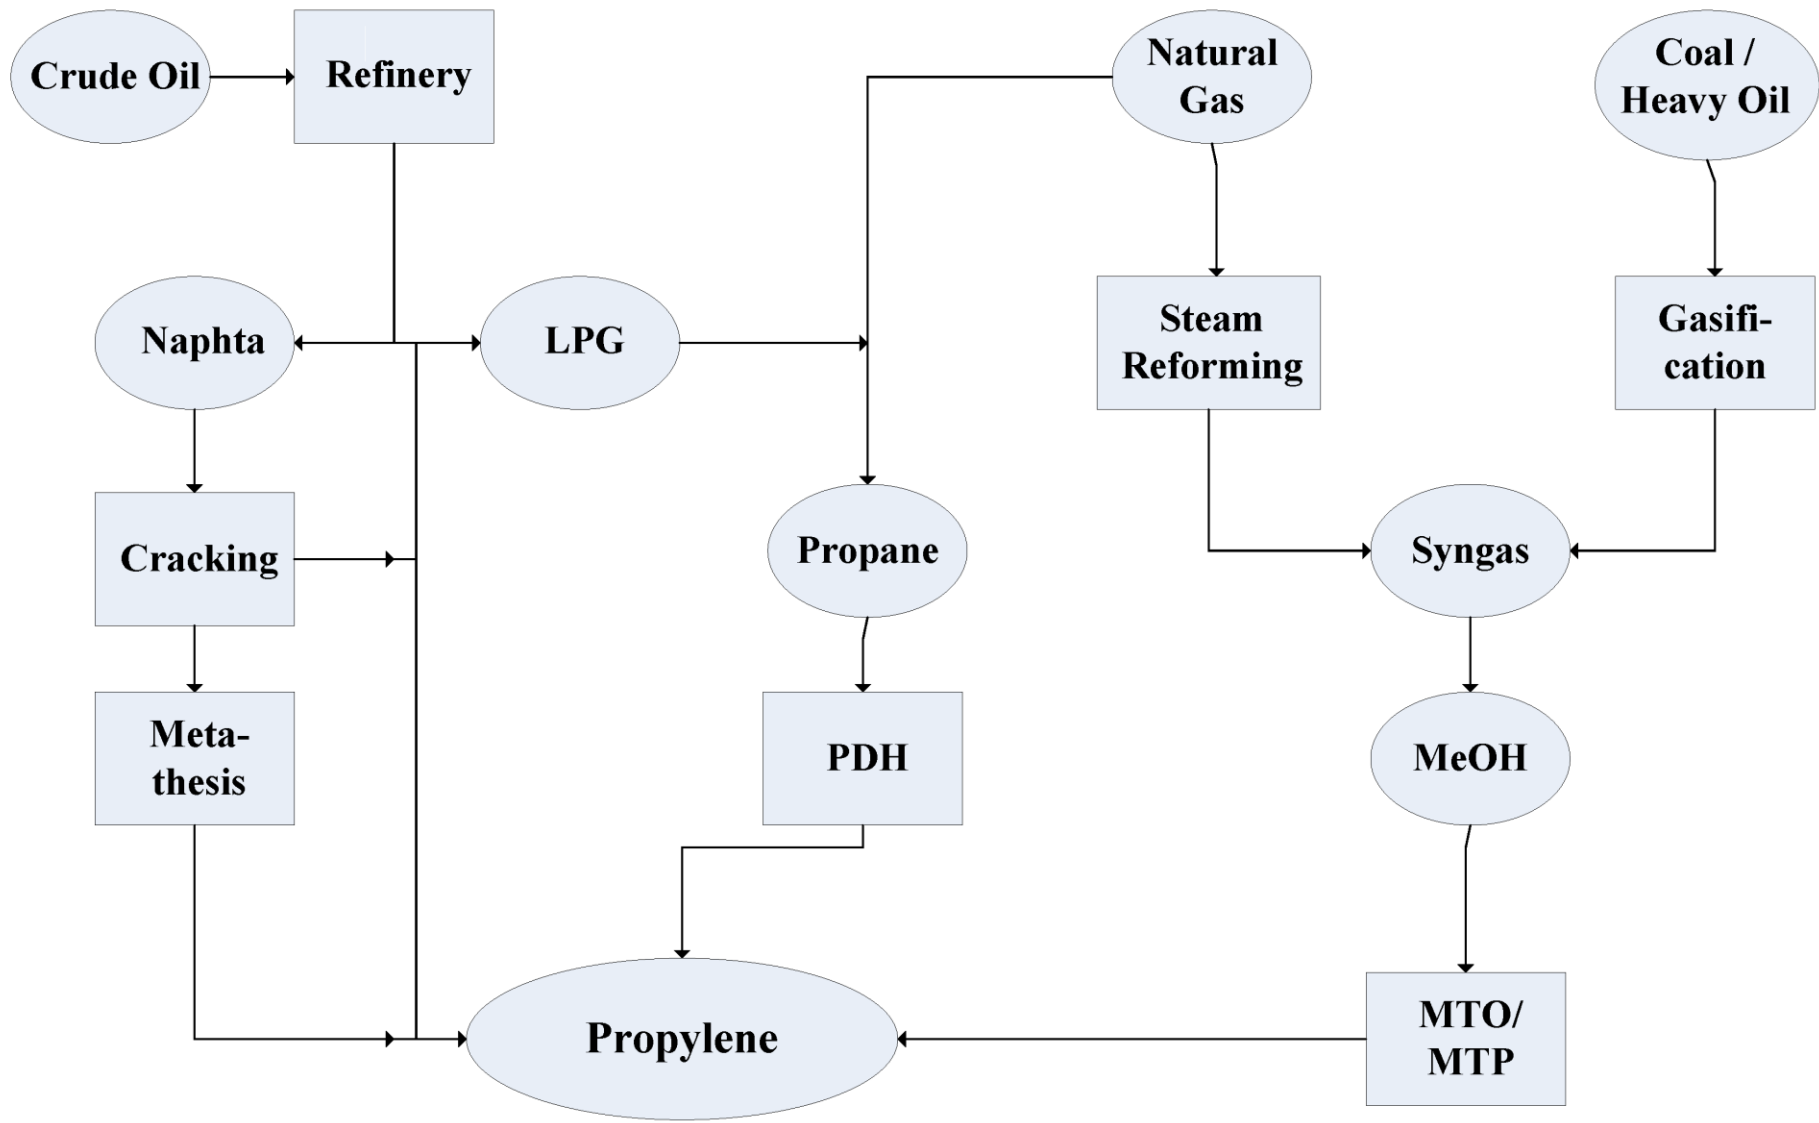 Crude Oil
Refinery
Natural
Gas
Coal /
Heavy Oil
Naphta
LPG
Steam
Reforming
Gasifi-
cation
Cracking
Propane
Syngas
Meta-
thesis
PDH
MeOH
Propylene
MTO/
MTP